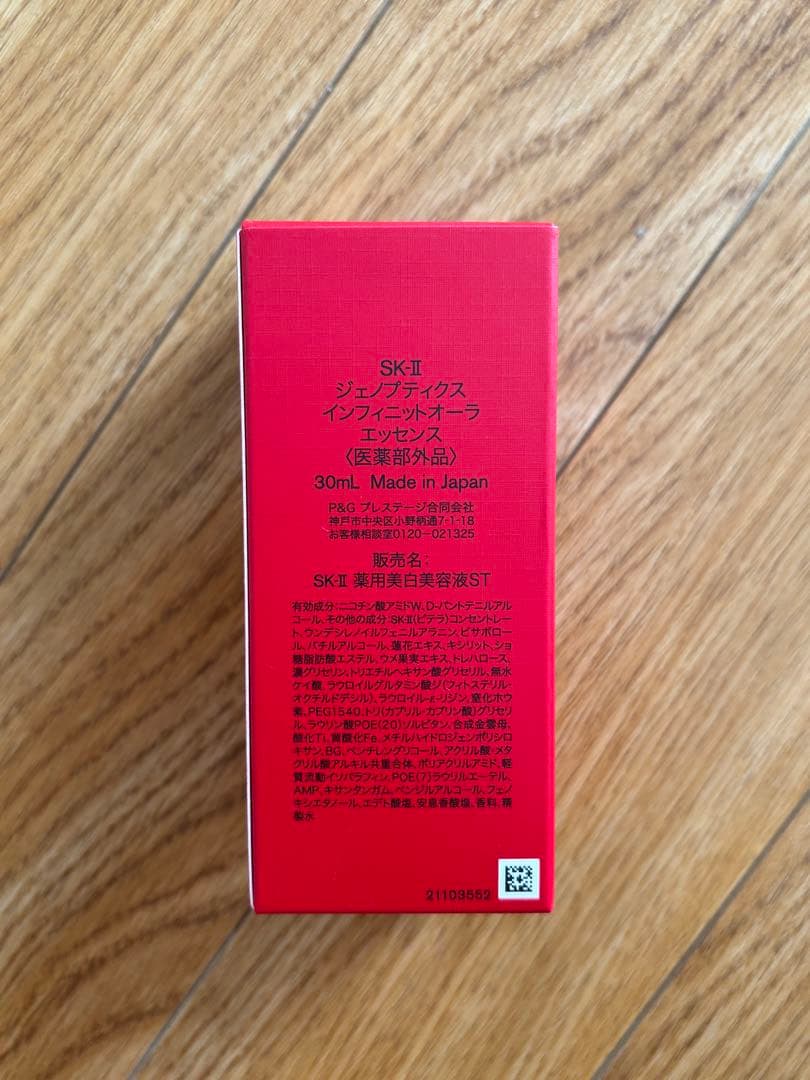 SK-II
ジェノプティクス
インフィニットオーラ
エッセンス
〈医薬部外品〉
30mL Made in Japan
P&G プレステージ合同会社
神戸市中央区小野柄通7-1-18
お客様相談室0120-021325
販売名:
SK-II 薬用美白美容液ST
有効成分:ニコチン酸アミドW、D-パントテニルアル
コール、その他の成分:SK-II(ピテラ)コンセントレー
ト、ウンデシレノイルフェニルアラニン、ビサボロー
ル、バチルアルコール、蓮花エキス、キシリット、ショ
糖脂肪酸エステル、ウメ果実エキス、トレハロース、
濃グリセリン、トリエチルヘキサン酸グリセリル、無水
ケイ酸、ラウロイルグルタミン酸ジ(フィトステリル・
オクチルドデシル)、ラウロイル-ε-リジン、窒化ホウ
素、PEG1540、トリ(カプリル・カプリン酸)グリセリ
ル、ラウリン酸POE(20)ソルビタン、合成金雲母、
酸化Ti、黄酸化Fe、メチルハイドロジェンポリシロ
キサン、BG、ペンチレングリコール、アクリル酸・メタ
クリル酸アルキル共重合体、ポリアクリルアミド、軽
質流動イソパラフィン、POE(7)ラウリルエーテル、
AMP、キサンタンガム、ベンジルアルコール、フェノ
キシエタノール、エデト酸塩、安息香酸塩、香料、精
製水
21103552